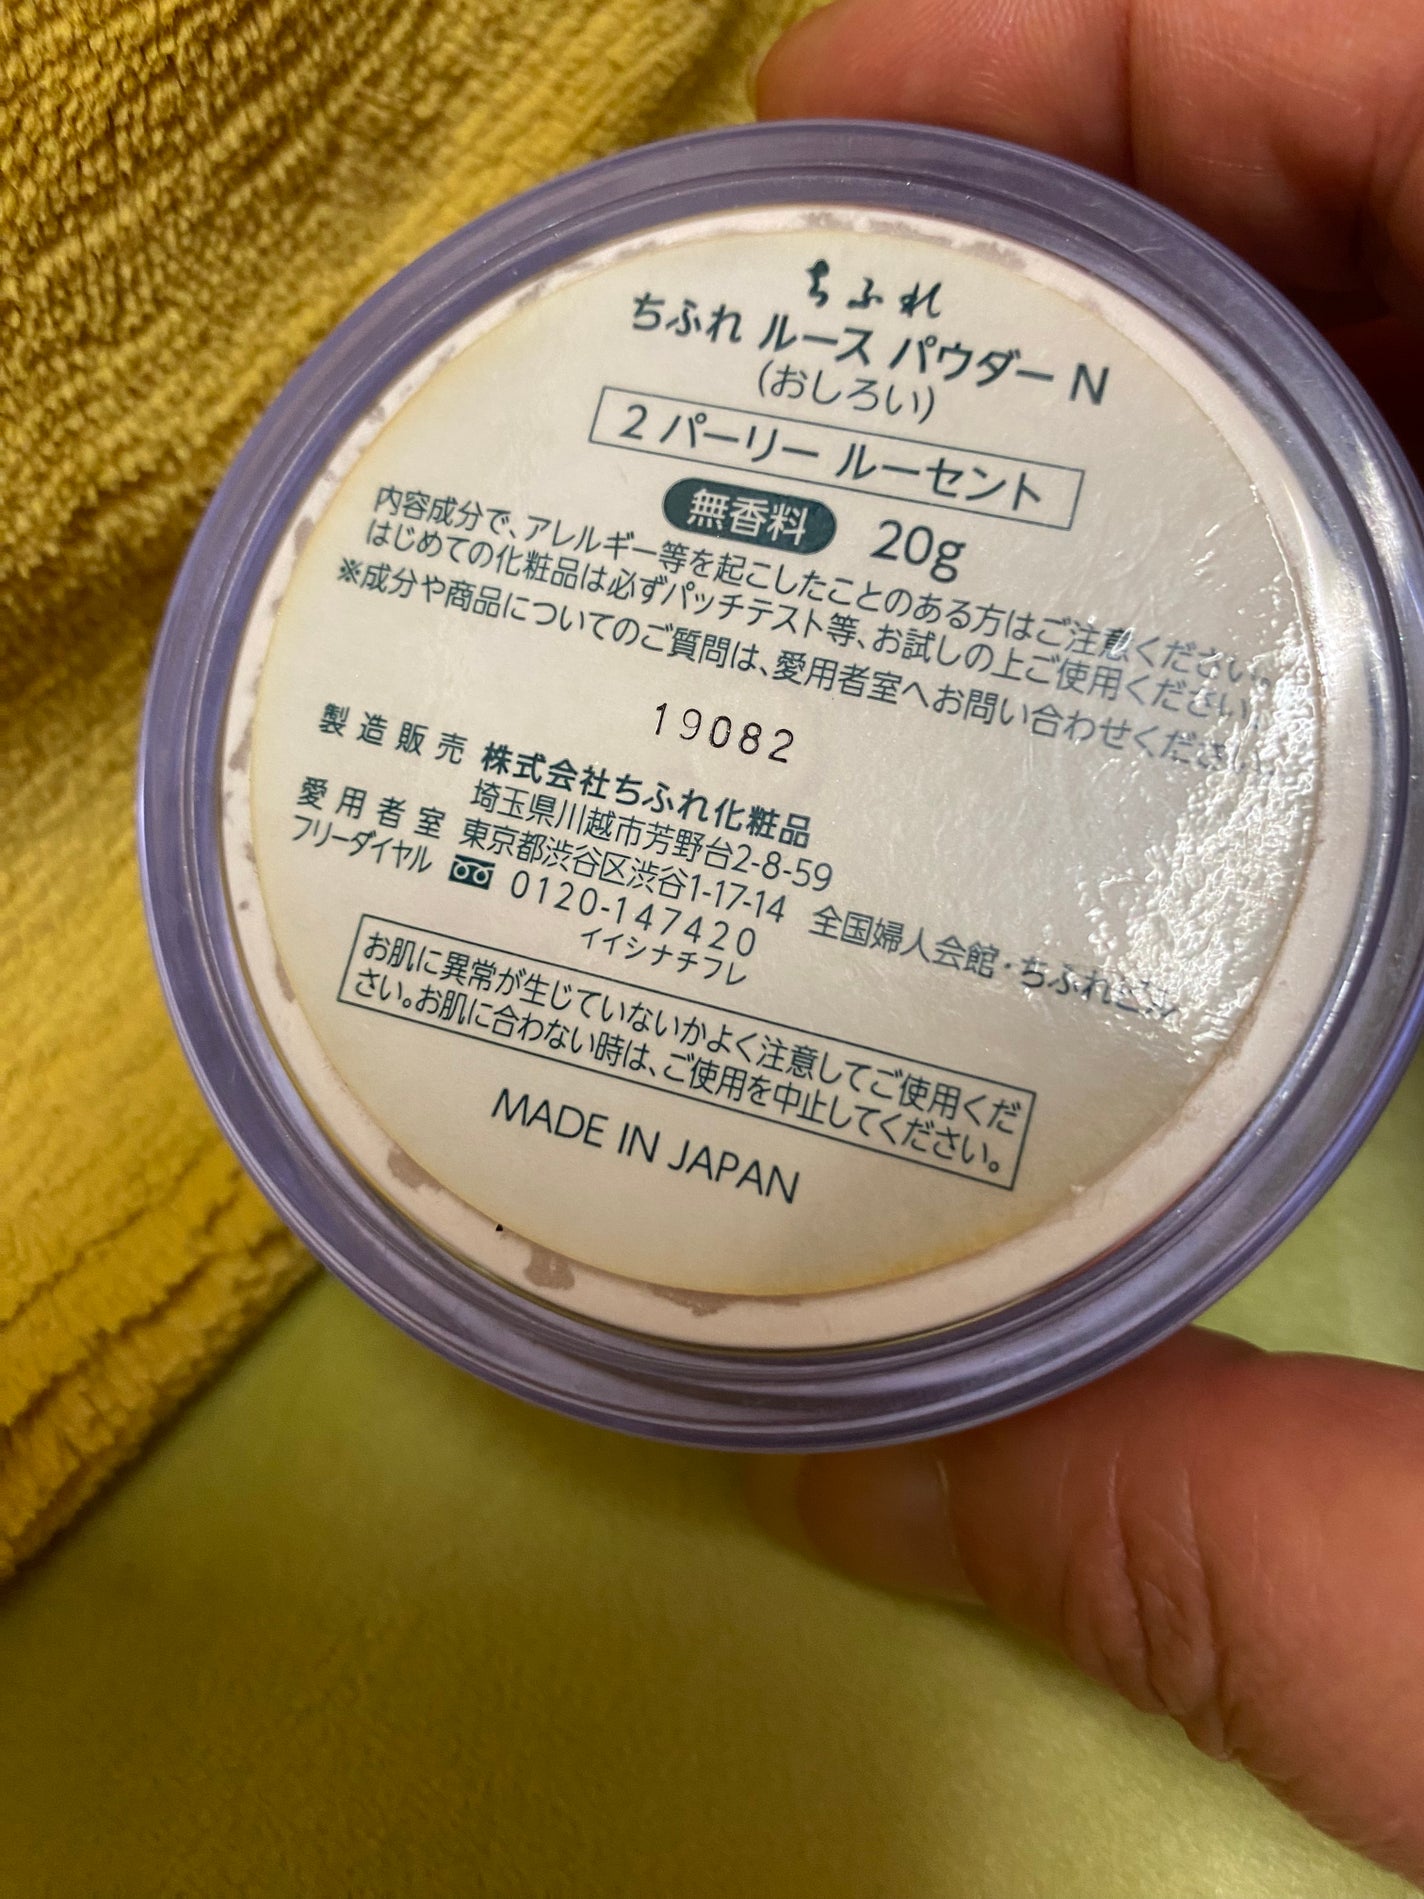 ちふれ
ちふれ ルース パウダー N
(おしろい)
2 パーリー ルーセント
無香料 20g
内容成分で、アレルギー等を起こしたことのある方はご注意ください。
はじめての化粧品は必ずパッチテスト等、お試しの上ご使用ください。
※成分や商品についてのご質問は、愛用者室へお問い合わせください。
19082
製造販売 株式会社ちふれ化粧品
埼玉県川越市芳野台2-8-59
愛用者室 東京都渋谷区渋谷1-17-14 全国婦人会館・ちふれ
フリーダイヤル 0120-147420
イイシナチフレ
お肌に異常が生じていないかよく注意してご使用くだ
さい。お肌に合わない時は、ご使用を中止してください。
MADE IN JAPAN